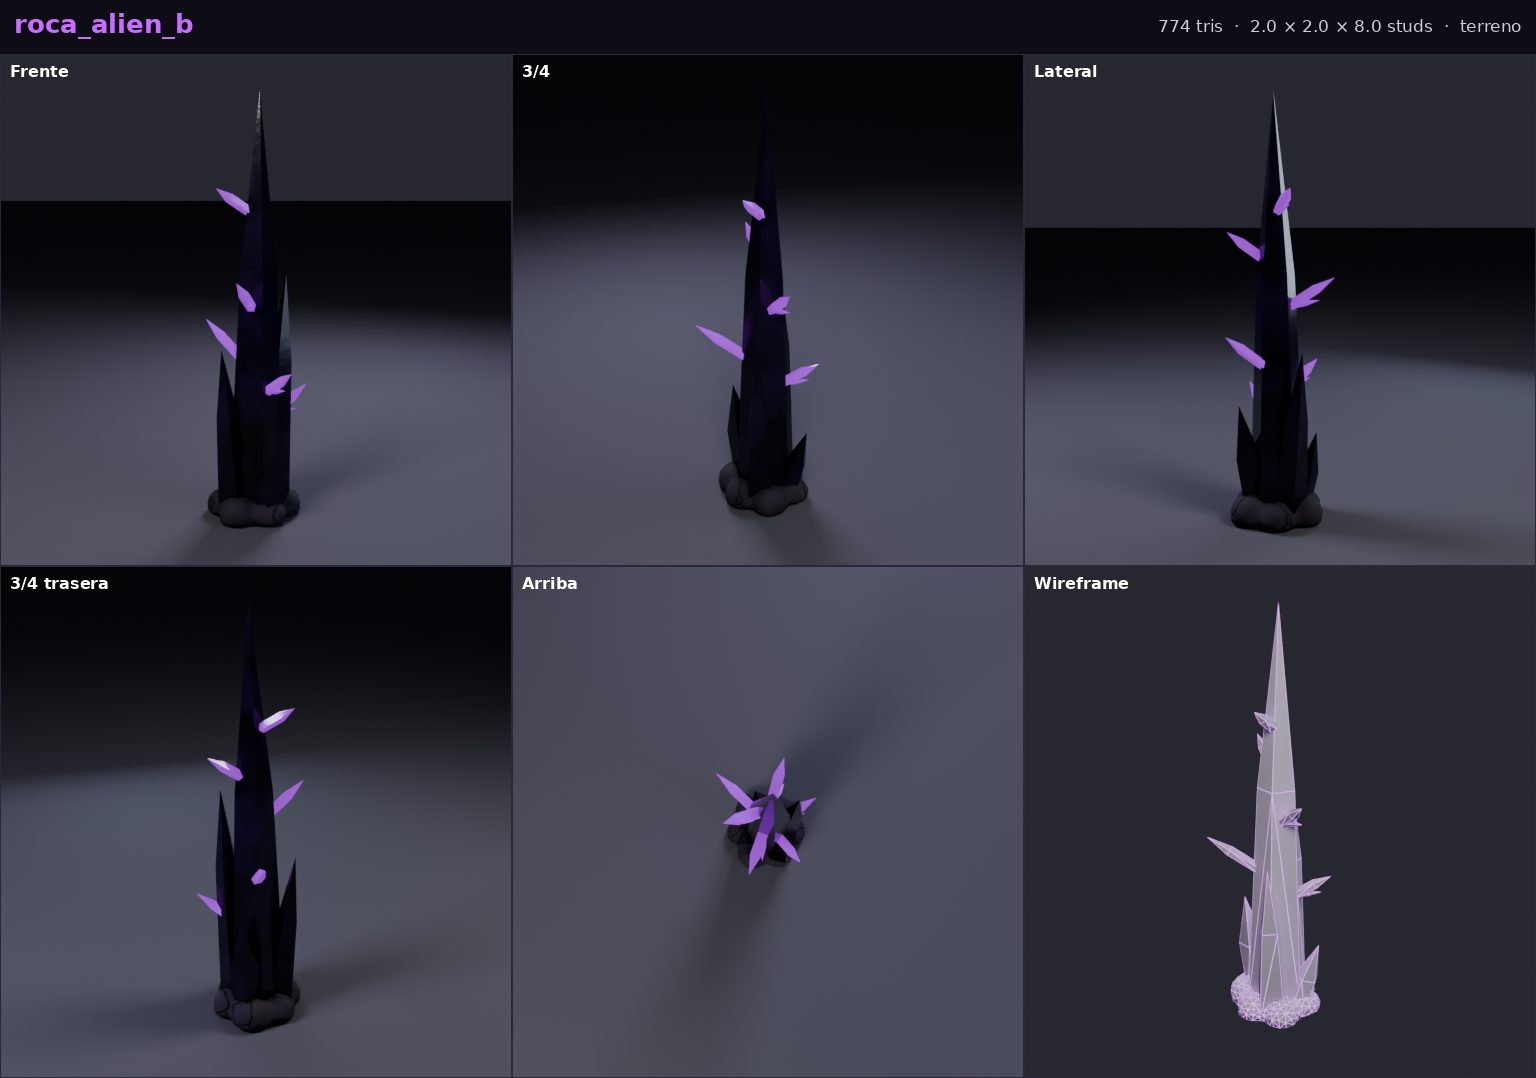 roca_alien_b
774 tris · 2.0 × 2.0 × 8.0 studs · terreno
Frente
3/4
Lateral
3/4 trasera
Arriba
Wireframe